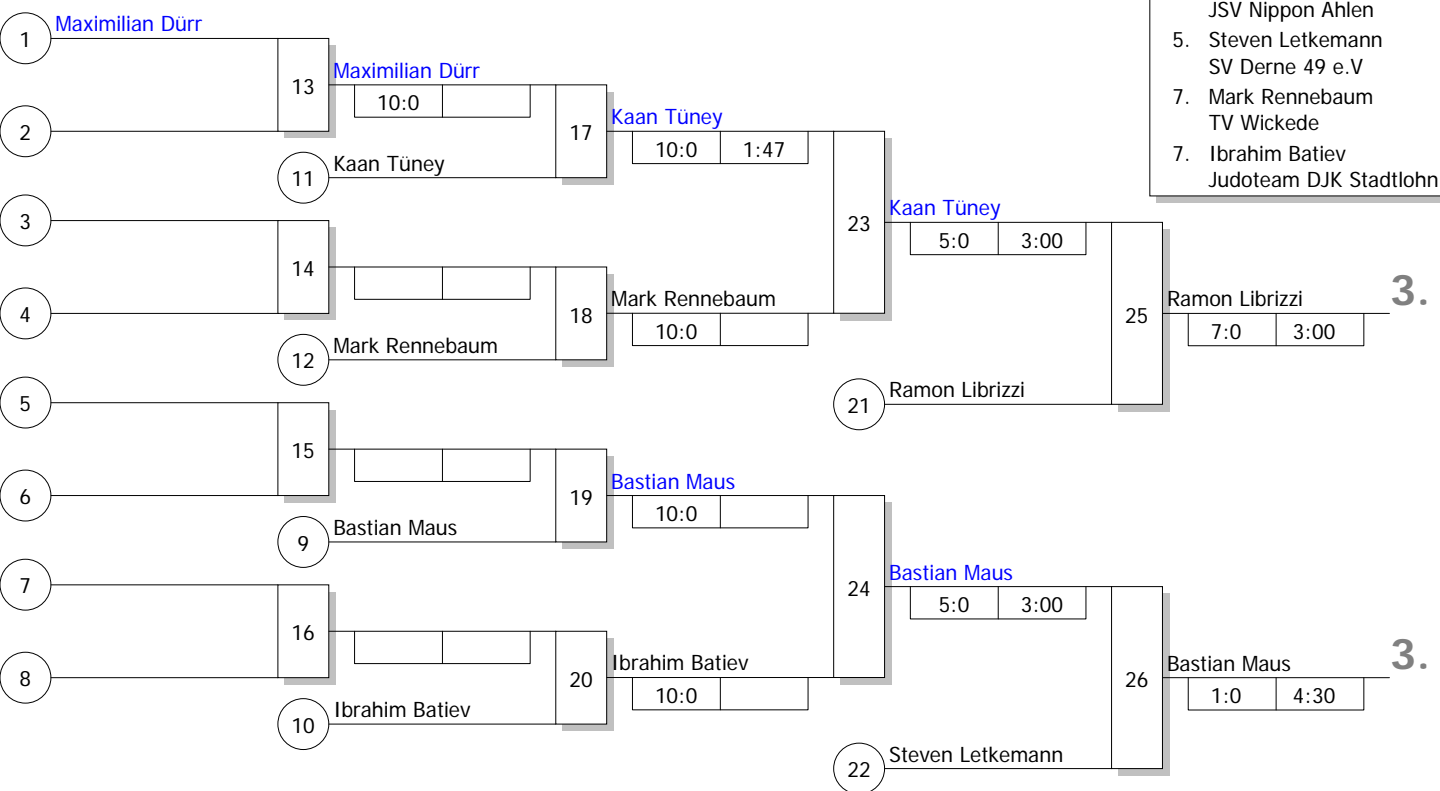 JSV Nippon Ahlen
5. Steven Letkemann
SV Derne 49 e.V
7. Mark Rennebaum
TV Wickede
7. Ibrahim Batiev
Judoteam DJK Stadtlohn
1 Maximilian Dürr
13
Maximilian Dürr
10:0
2
17
Kaan Tüney
10:0 1:47
11 Kaan Tüney
3
23
Kaan Tüney
5:0 3:00
14
4
18
Mark Rennebaum
10:0
12 Mark Rennebaum
25
Ramon Librizzi
7:0 3:00
3.
21 Ramon Librizzi
5
15
6
19
Bastian Maus
10:0
9 Bastian Maus
7
24
Bastian Maus
5:0 3:00
16
8
20
Ibrahim Batiev
10:0
10 Ibrahim Batiev
26
Bastian Maus
1:0 4:30
3.
22 Steven Letkemann